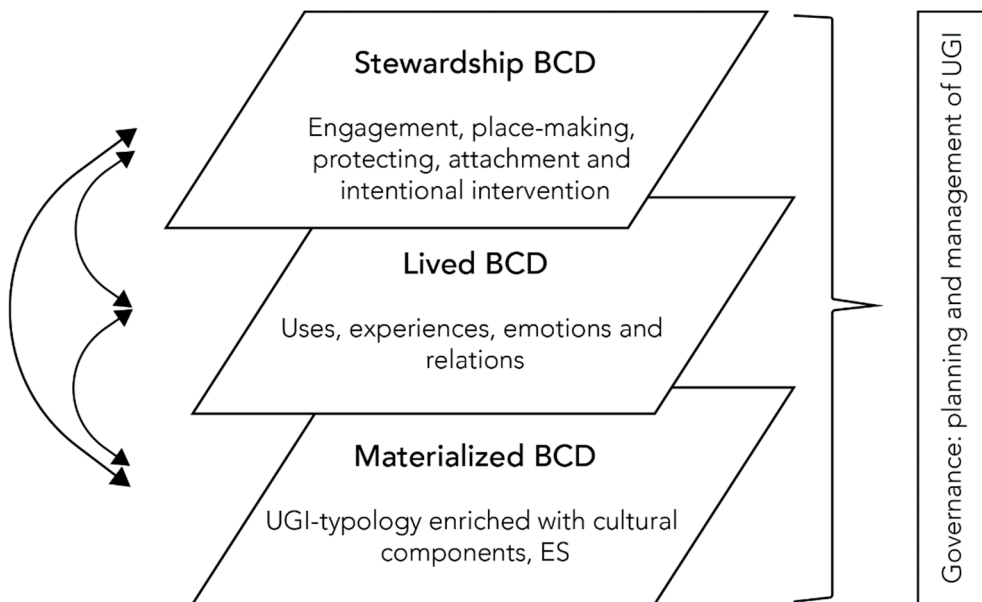 Stewardship BCD
Engagement, place-making,
protecting, attachment and
intentional intervention
Lived BCD
Uses, experiences, emotions and
relations
Materialized BCD
UGI-typology enriched with cultural
components, ES
Governance: planning and management of UGI